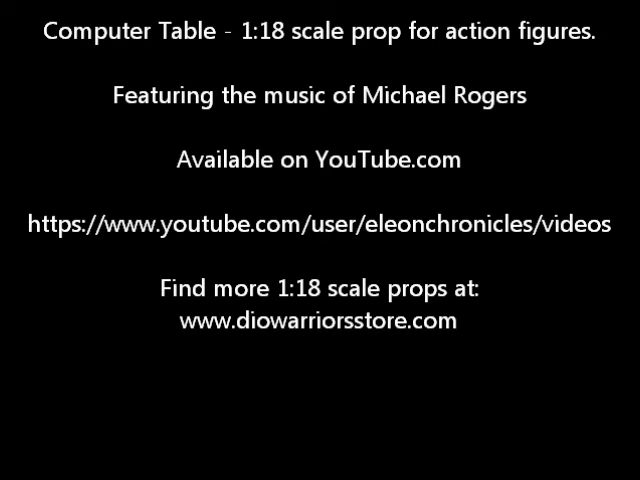 Computer Table - 1:18 scale prop for action figures.
Featuring the music of Michael Rogers
Available on YouTube.com
https://www.youtube.com/user/eleonchronicles/videos
Find more 1:18 scale props at:
www.diowarriorsstore.com